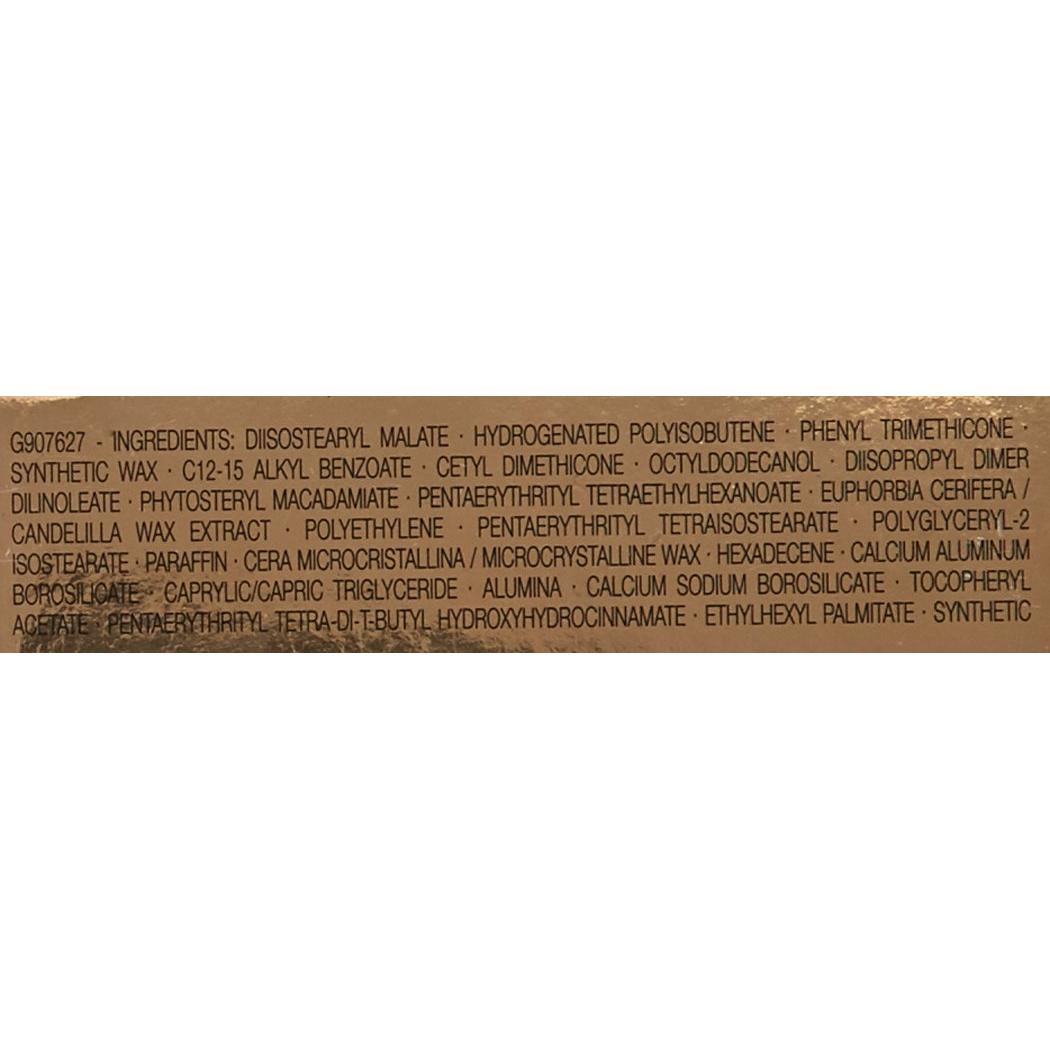 G907627 - INGREDIENTS: DIISOSTEARYL MALATE · HYDROGENATED POLYISOBUTENE · PHENYL TRIMETHICONE ·
SYNTHETIC WAX · C12-15 ALKYL BENZOATE · CETYL DIMETHICONE · OCTYLDODECANOL · DIISOPROPYL DIMER
DILINOLEATE · PHYTOSTERYL MACADAMIATE · PENTAERYTHRITYL TETRAETHYLHEXANOATE · EUPHORBIA CERIFERA /
CANDELILLA WAX EXTRACT · POLYETHYLENE · PENTAERYTHRITYL TETRAISOSTEARATE · POLYGLYCERYL-2
ISOSTEARATE · PARAFFIN · CERA MICROCRISTALLINA / MICROCRYSTALLINE WAX · HEXADECENE · CALCIUM ALUMINUM
BOROSILICATE · CAPRYLIC/CAPRIC TRIGLYCERIDE · ALUMINA · CALCIUM SODIUM BOROSILICATE · TOCOPHERYL
ACETATE · PENTAERYTHRITYL TETRA-DI-T-BUTYL HYDROXYHYDROCINNAMATE · ETHYLHEXYL PALMITATE · SYNTHETIC